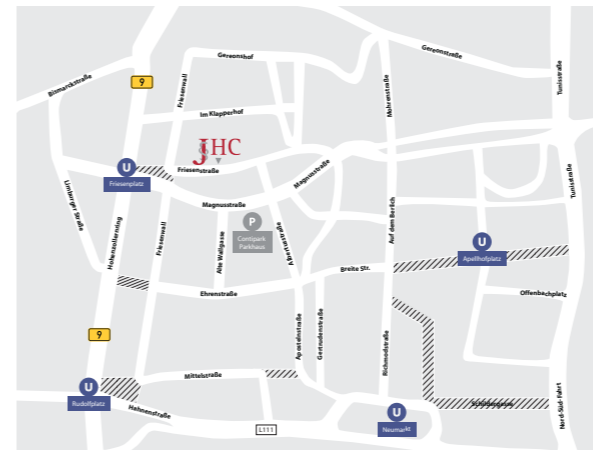 Gereonshof
Gereonstraße
Bismarckstraße
9
Friesenwall
Tunisstraße
Mohrenstraße
Im Klapperhof
JHC
U
Friesenplatz
Friesenstraße
Magnusstraße
Limburger Straße
Magnusstraße
Tunisstraße
P
Contipark
Parkhaus
Hohenzollernring
Friesenwall
Alte Wallgasse
Albertusstraße
Auf dem Berlich
U
Apellhofplatz
Breite Str.
Ehrenstraße
Offenbachplatz
9
Apostelnstraße
Gertrudenstraße
Richmodstraße
Mittelstraße
U
Rudolfplatz
Hahnenstraße
L111
U
Neumarkt
Schildergasse
Nord-Süd-Fahrt